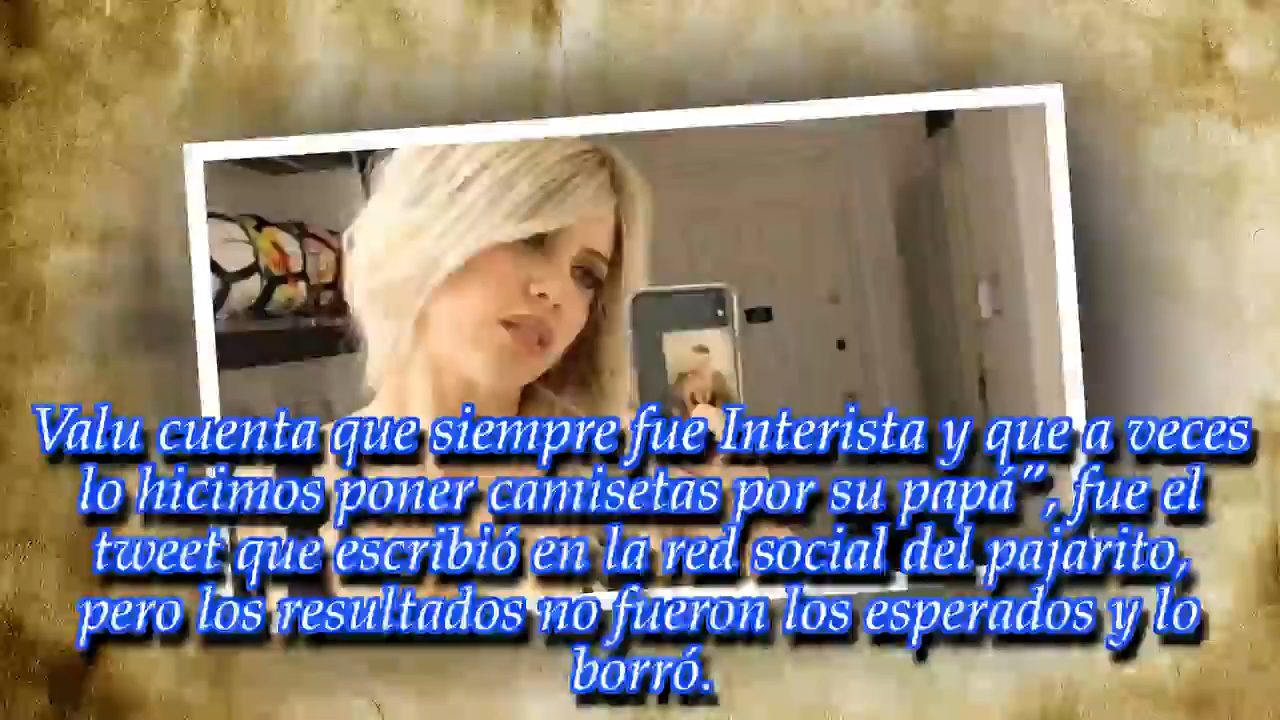 Valu cuenta que siempre fue Interista y que a veces
lo hicimos poner camisetas por su papá”, fue el
tweet que escribió en la red social del pajarito,
pero los resultados no fueron los esperados y lo
borró.